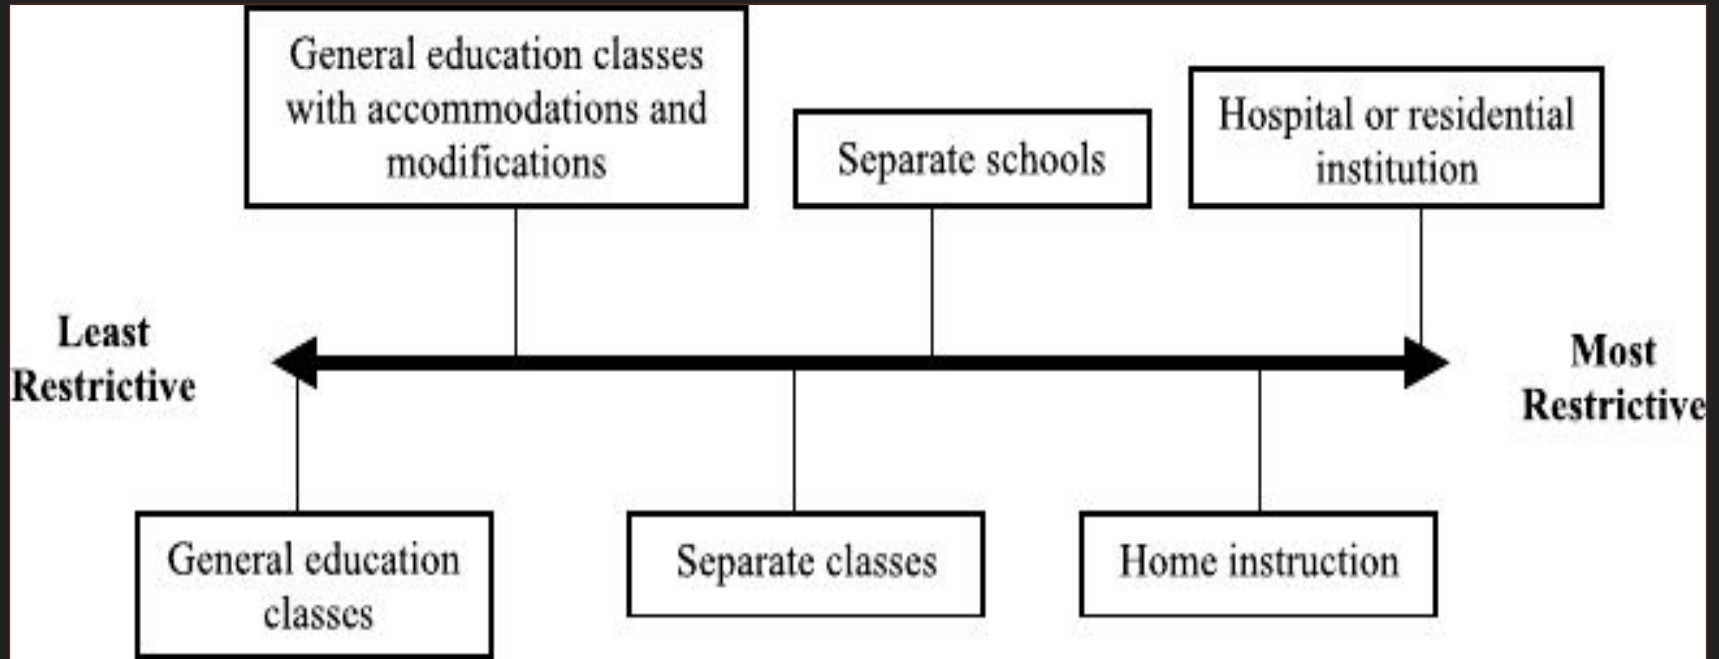 General education classes
with accommodations and
modifications
Separate schools
Hospital or residential
institution
Least
Restrictive
Most
Restrictive
General education
classes
Separate classes
Home instruction